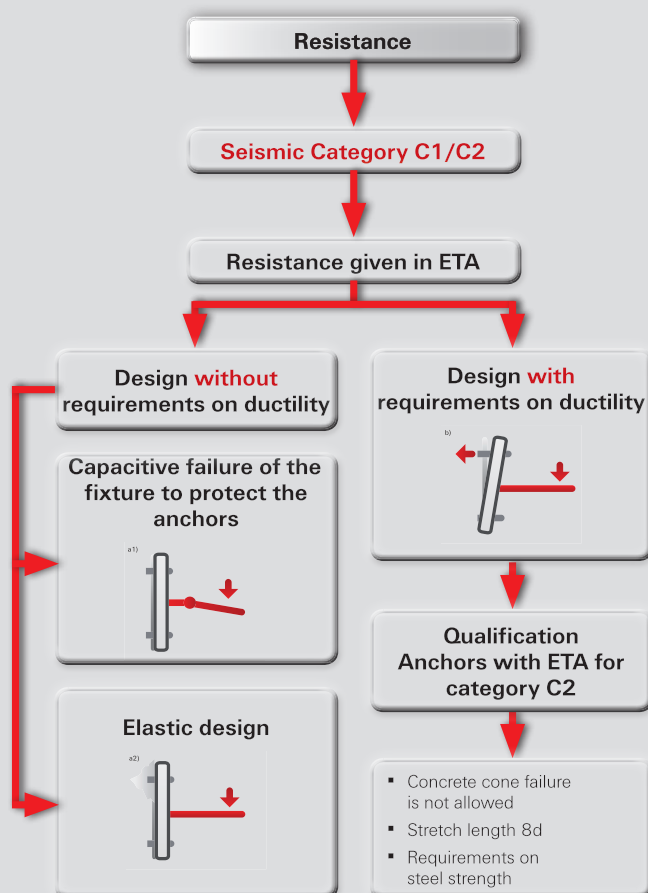 Resistance
Seismic Category C1/C2
Resistance given in ETA
Design without
requirements on ductility
Capacitive failure of the
fixture to protect the
anchors
a1)
Elastic design
a2)
Design with
requirements on ductility
b)
Qualification
Anchors with ETA for
category C2
▪ Concrete cone failure
is not allowed
▪ Stretch length 8d
▪ Requirements on
steel strength